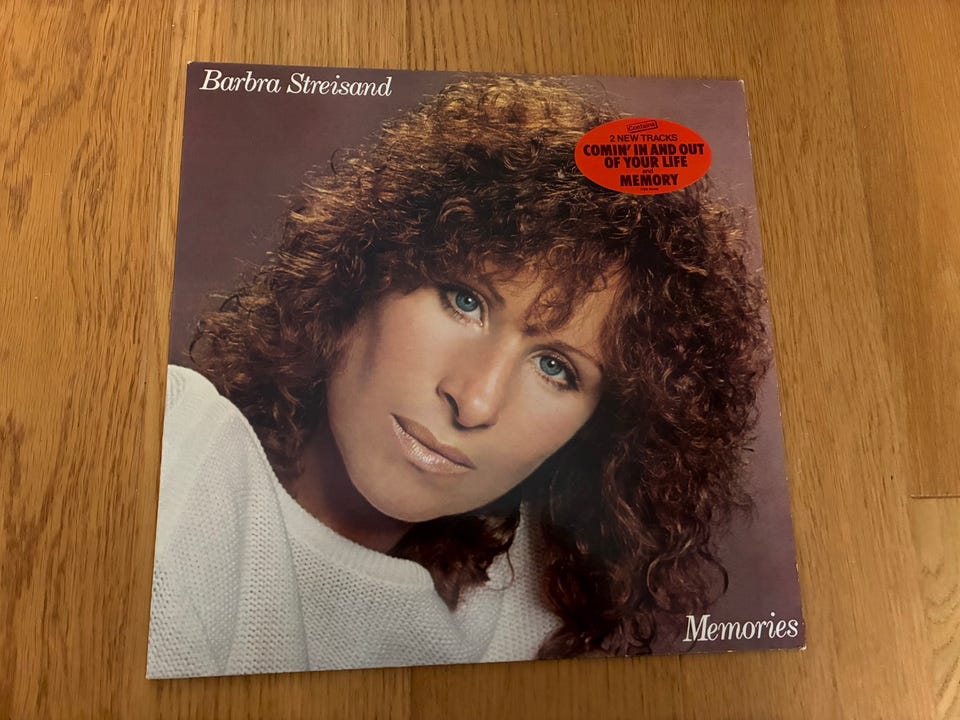 Barbra Streisand
Contains
2 NEW TRACKS
COMIN' IN AND OUT
OF YOUR LIFE
and
MEMORY
Memories